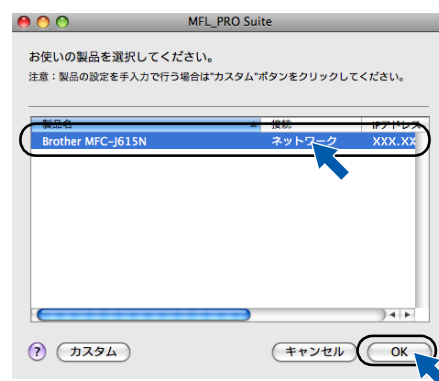 MFL_PRO Suite
お使いの製品を選択してください。
注意：製品の設定を手入力で行う場合は"カスタム"ボタンをクリックしてください。
製品名 接続 IPアドレス
Brother MFC-J615N ネットワーク XXX.XX
? カスタム キャンセル OK